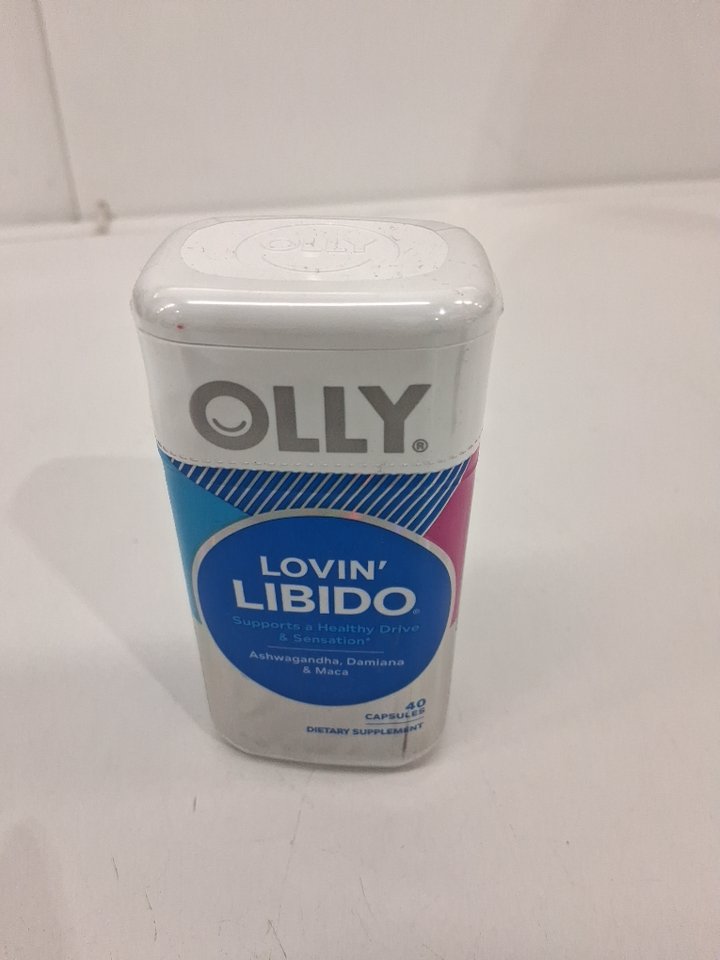 OLLY
OLLY®
LOVIN'
LIBIDO®
Supports a Healthy Drive
& Sensation*
Ashwagandha, Damiana
& Maca
40
CAPSULES
DIETARY SUPPLEMENT